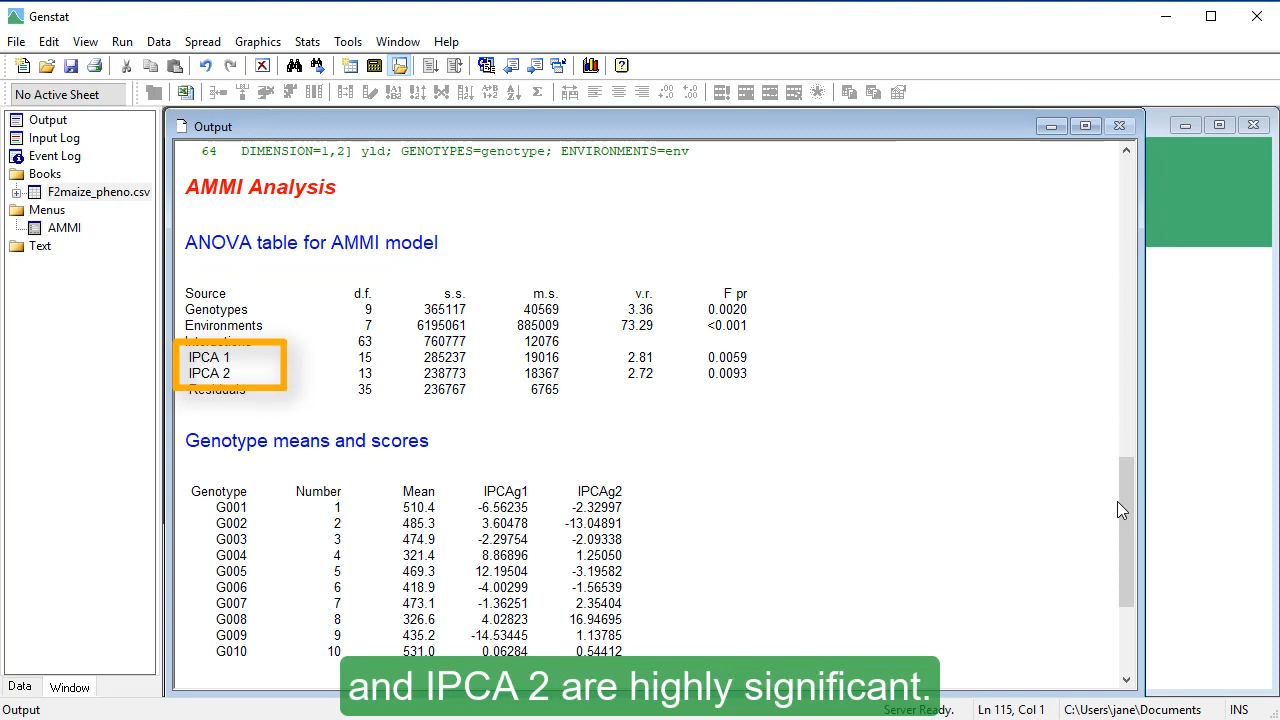 Genstat
File Edit View Run Data Spread Graphics Stats Tools Window Help
No Active Sheet
Output
Input Log
Event Log
Books
F2maize_pheno.csv
Menus
AMMI
Text
Output
64 DIMENSION=1,2] yld; GENOTYPES=genotype; ENVIRONMENTS=env
AMMI Analysis
ANOVA table for AMMI model
Source d.f. s.s. m.s. v.r. F pr
Genotypes 9 365117 40569 3.36 0.0020
Environments 7 6195061 885009 73.29 <0.001
Interactions 63 760777 12076
IPCA 1 15 285237 19016 2.81 0.0059
IPCA 2 13 238773 18367 2.72 0.0093
Residuals 35 236767 6765
Genotype means and scores
Genotype Number Mean IPCAg1 IPCAg2
G001 1 510.4 -6.56235 -2.32997
G002 2 485.3 3.60478 -13.04891
G003 3 474.9 -2.29754 -2.09338
G004 4 321.4 8.86896 1.25050
G005 5 469.3 12.19504 -3.19582
G006 6 418.9 -4.00299 -1.56539
G007 7 473.1 -1.36251 2.35404
G008 8 326.6 4.02823 16.94695
G009 9 435.2 -14.53445 1.13785
G010 10 531.0 0.06284 0.54412
and IPCA 2 are highly significant.
Data Window
Output Server Ready. Ln 115, Col 1 C:\Users\jane\Documents INS